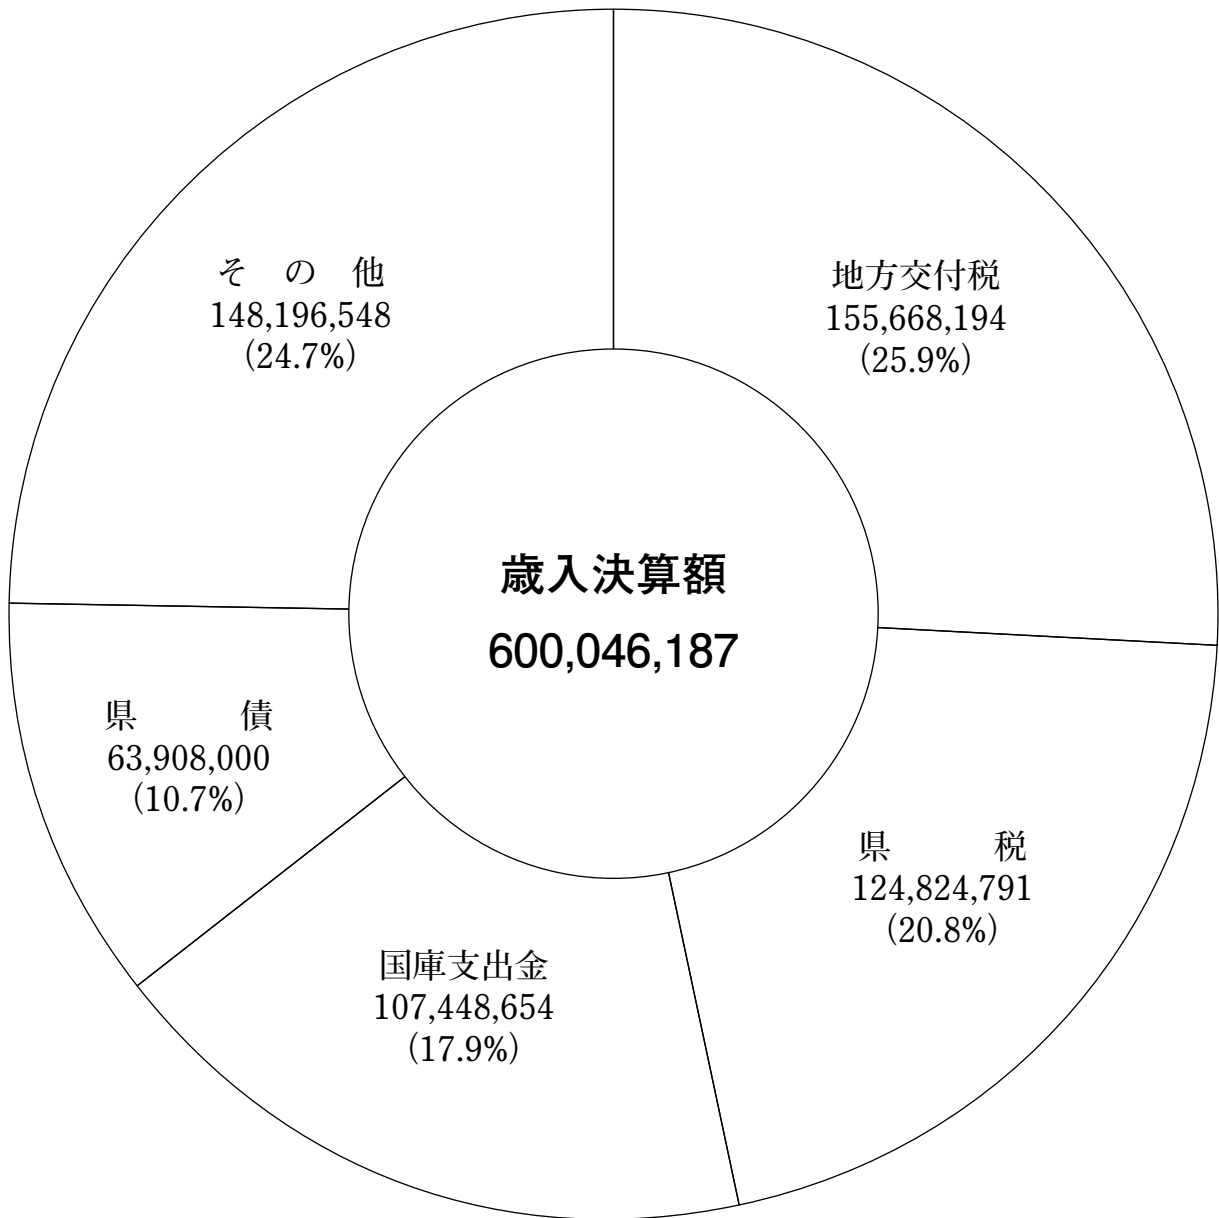 そ の 他
148,196,548
(24.7%)
地方交付税
155,668,194
(25.9%)
歳入決算額
600,046,187
県 債
63,908,000
(10.7%)
県 税
124,824,791
(20.8%)
国庫支出金
107,448,654
(17.9%)